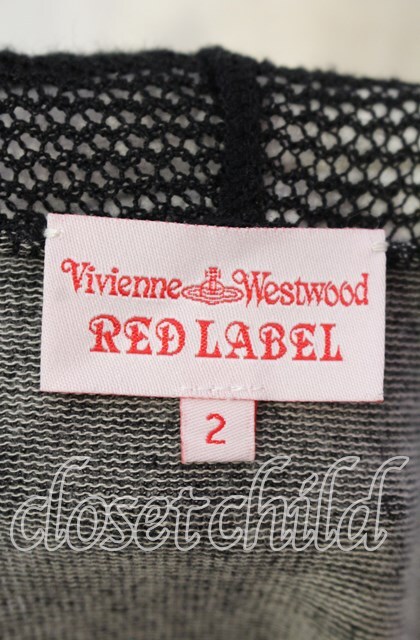 Vivienne Westwood
RED LABEL
2
closet child